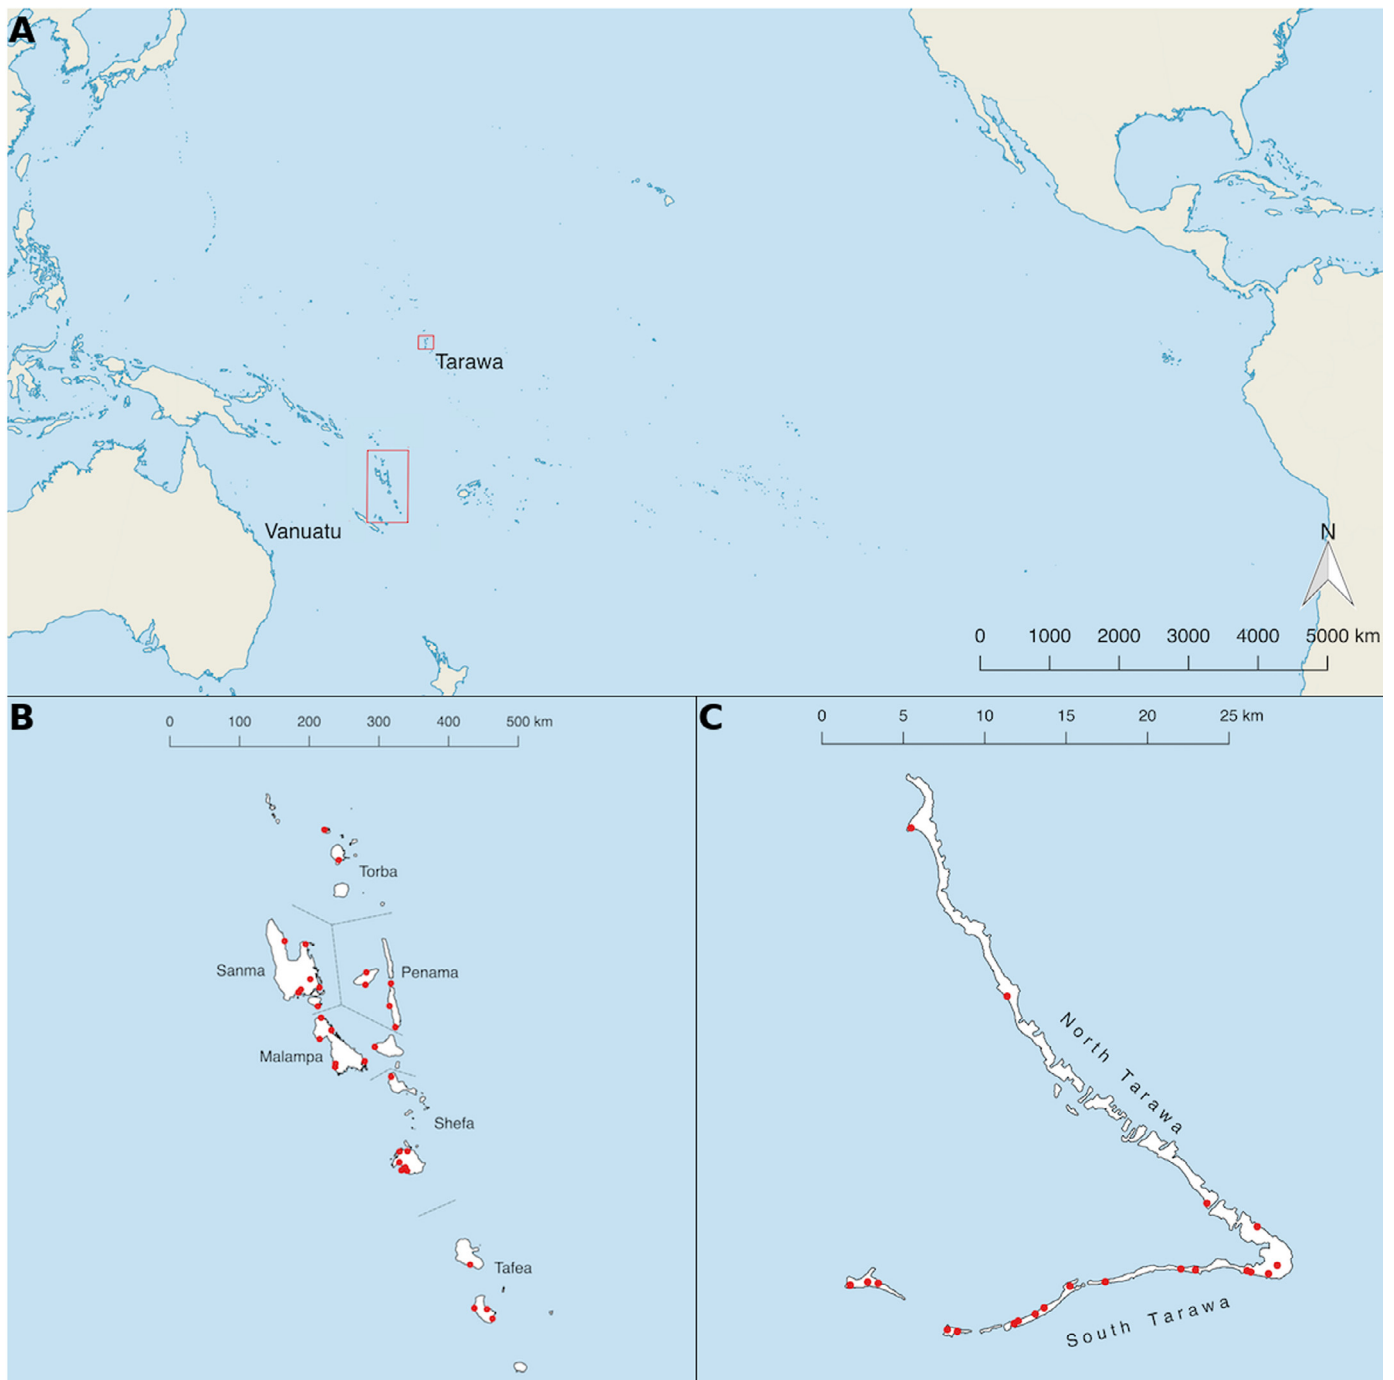 A
Tarawa
Vanuatu
N
0 1000 2000 3000 4000 5000 km
B
0 100 200 300 400 500 km
Torba
Sanma
Penama
Malampa
Shefa
Tafea
C
0 5 10 15 20 25 km
North Tarawa
South Tarawa